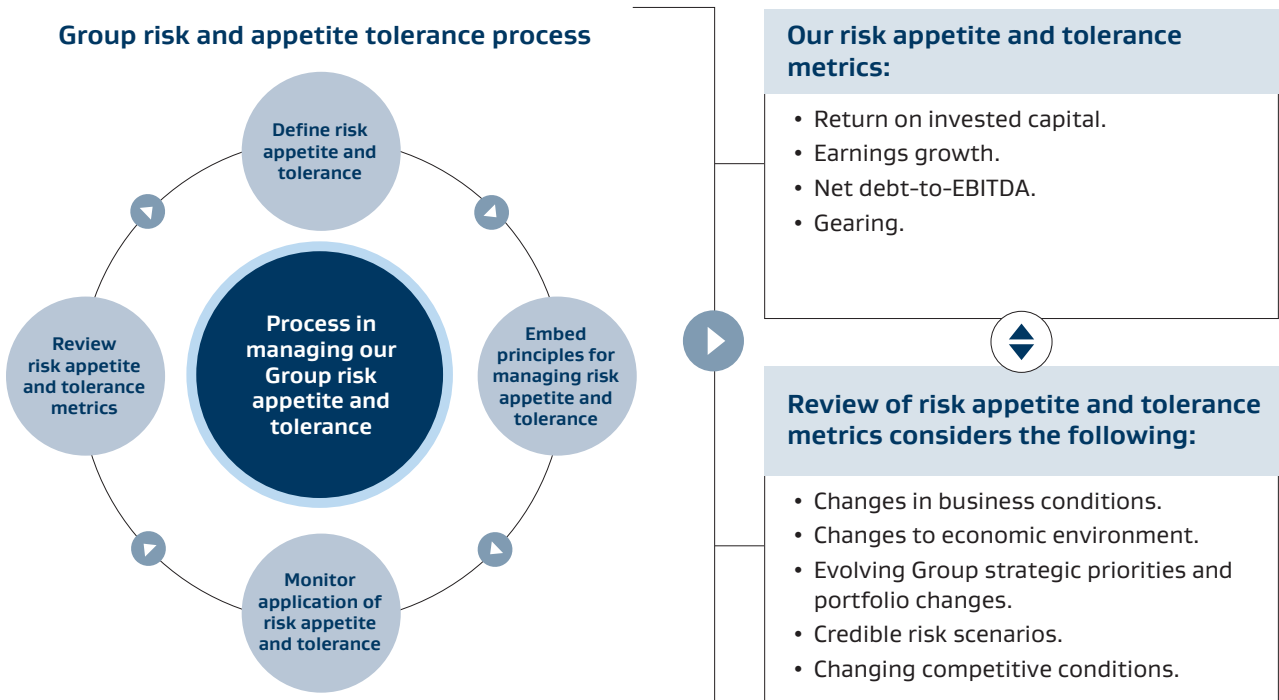 Group risk and appetite tolerance process
Define risk
appetite and
tolerance
Embed
principles for
managing risk
appetite and
tolerance
Monitor
application of
risk appetite
and tolerance
Review
risk appetite
and tolerance
metrics
Process in
managing our
Group risk
appetite and
tolerance
Our risk appetite and tolerance
metrics:
• Return on invested capital.
• Earnings growth.
• Net debt-to-EBITDA.
• Gearing.
Review of risk appetite and tolerance
metrics considers the following:
• Changes in business conditions.
• Changes to economic environment.
• Evolving Group strategic priorities and
portfolio changes.
• Credible risk scenarios.
• Changing competitive conditions.